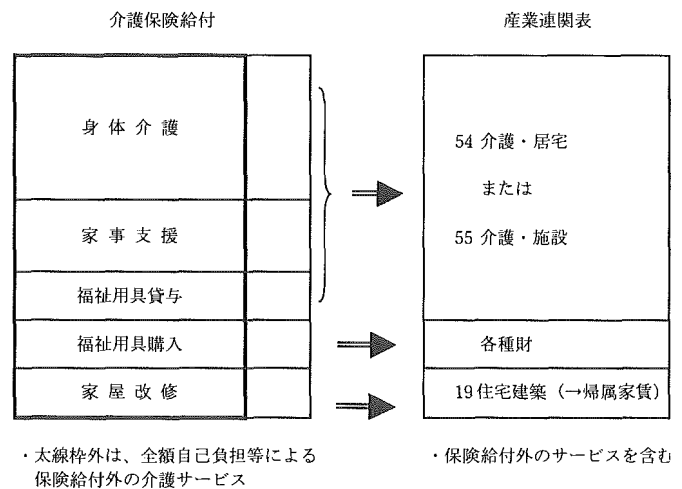 介護保険給付
産業連関表
身体介護
家事支援
福祉用具貸与
福祉用具購入
家屋改修
54 介護・居宅
または
55 介護・施設
各種財
19住宅建築（→帰属家賃）
・太線枠外は、全額自己負担等による
保険給付外の介護サービス
・保険給付外のサービスを含む